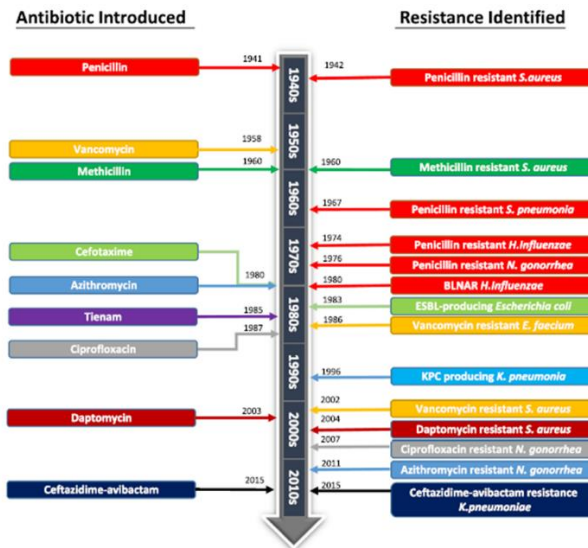 Antibiotic Introduced
Resistance Identified
Penicillin
1941
1942
Penicillin resistant S.aureus
1940s
Vancomycin
1958
1950s
Methicillin
1960
1960
Methicillin resistant S. aureus
1960s
1967
Penicillin resistant S. pneumonia
1970s
1974
Penicillin resistant H.influenzae
1976
Penicillin resistant N. gonorrhea
Cefotaxime
Azithromycin
1980
1980
BLNAR H.Influenzae
1983
ESBL-producing Escherichia coli
Tienam
1985
1980s
1986
Vancomycin resistant E. faecium
1987
Ciprofloxacin
1990s
1996
KPC producing K. pneumonia
2002
Vancomycin resistant S. aureus
Daptomycin
2003
2000s
2004
Daptomycin resistant S. aureus
2007
Ciprofloxacin resistant N. gonorrhea
2011
Azithromycin resistant N. gonorrhea
2010s
Ceftazidime-avibactam
2015
2015
Ceftazidime-avibactam resistance
K.pneumoniae